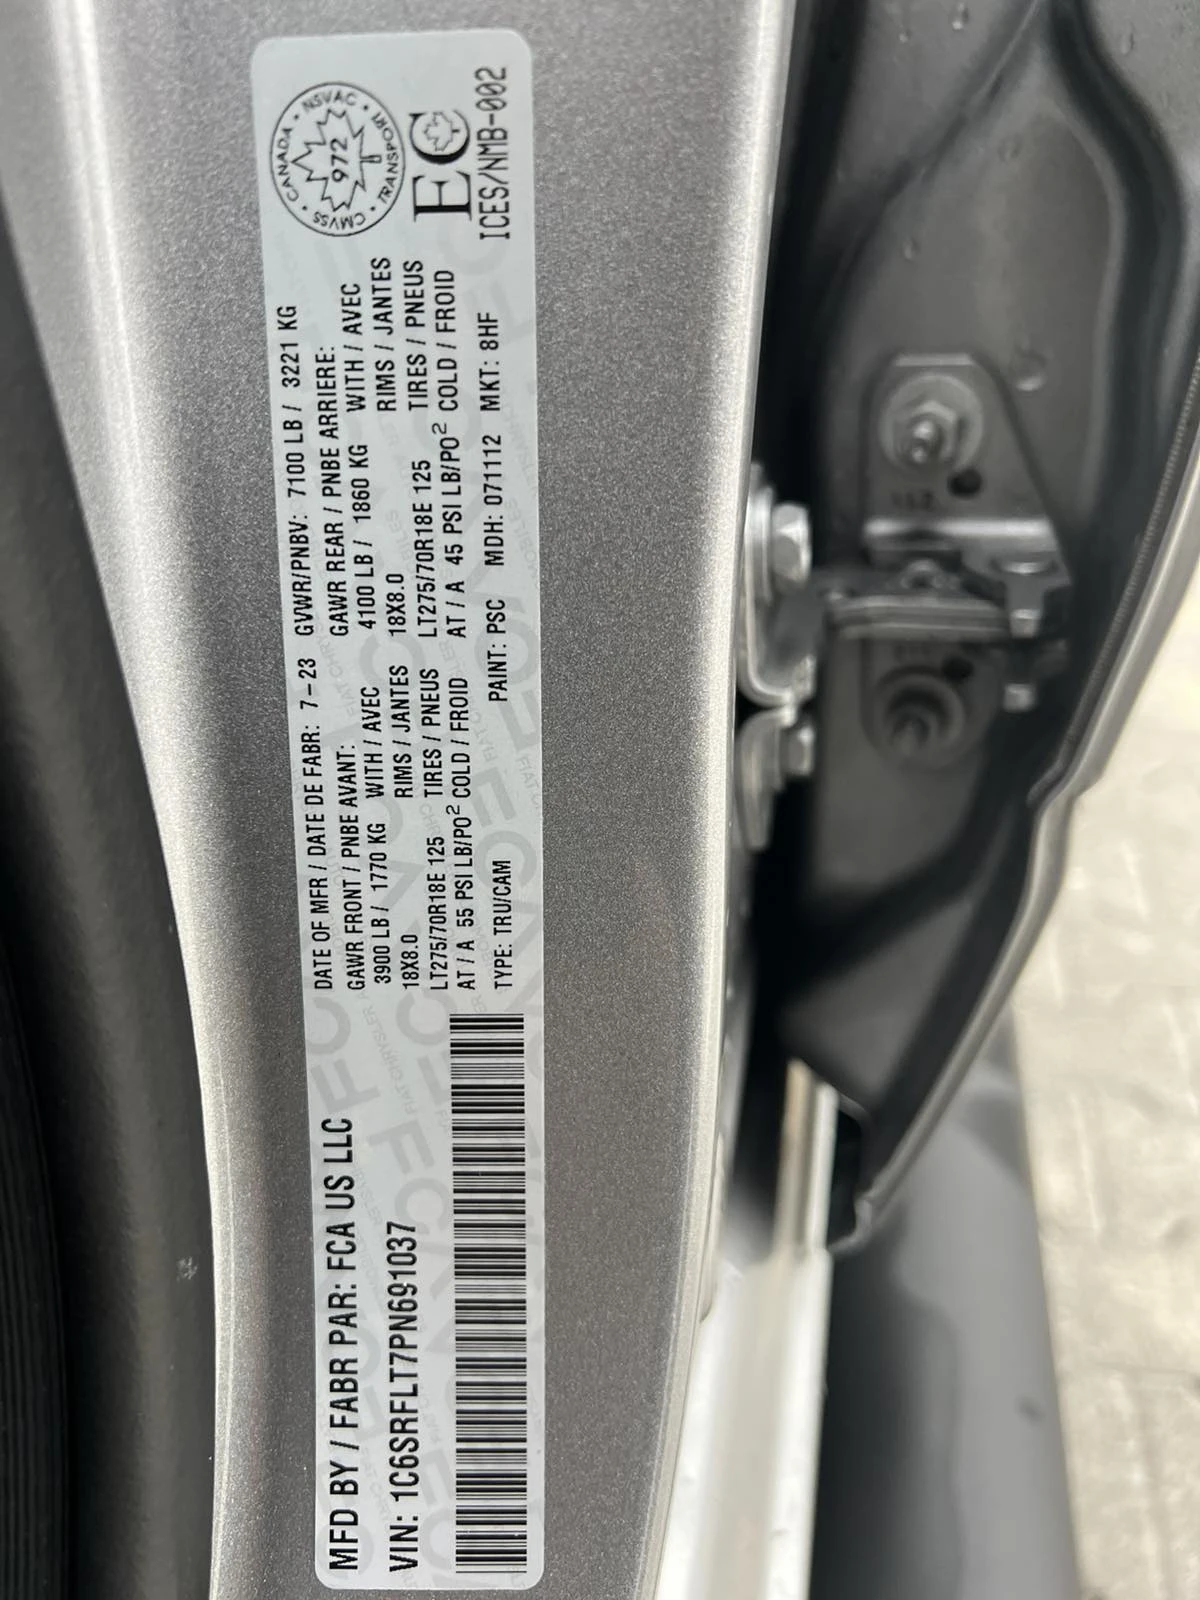 MFD BY / FABR PAR: FCA US LLC
VIN: 1C6SRFLT7PN691037
DATE OF MFR / DATE DE FABR: 7-23 GVWR/PNBV: 7100 LB / 3221 KG
GAWR FRONT / PNBE AVANT: GAWR REAR / PNBE ARRIERE:
3900 LB / 1770 KG WITH / AVEC 4100 LB / 1860 KG WITH / AVEC
18X8.0 RIMS / JANTES 18X8.0 RIMS / JANTES
LT275/70R18E 125 TIRES / PNEUS LT275/70R18E 125 TIRES / PNEUS
AT / A 55 PSI LB/PO² COLD / FROID AT / A 45 PSI LB/PO² COLD / FROID
TYPE: TRU/CAM PAINT: PSC MDH: 071112 MKT: 8HF
CANADA • NSVAC • TRANSPORT • CMVSS •
972
EC
ICES/NMB-002